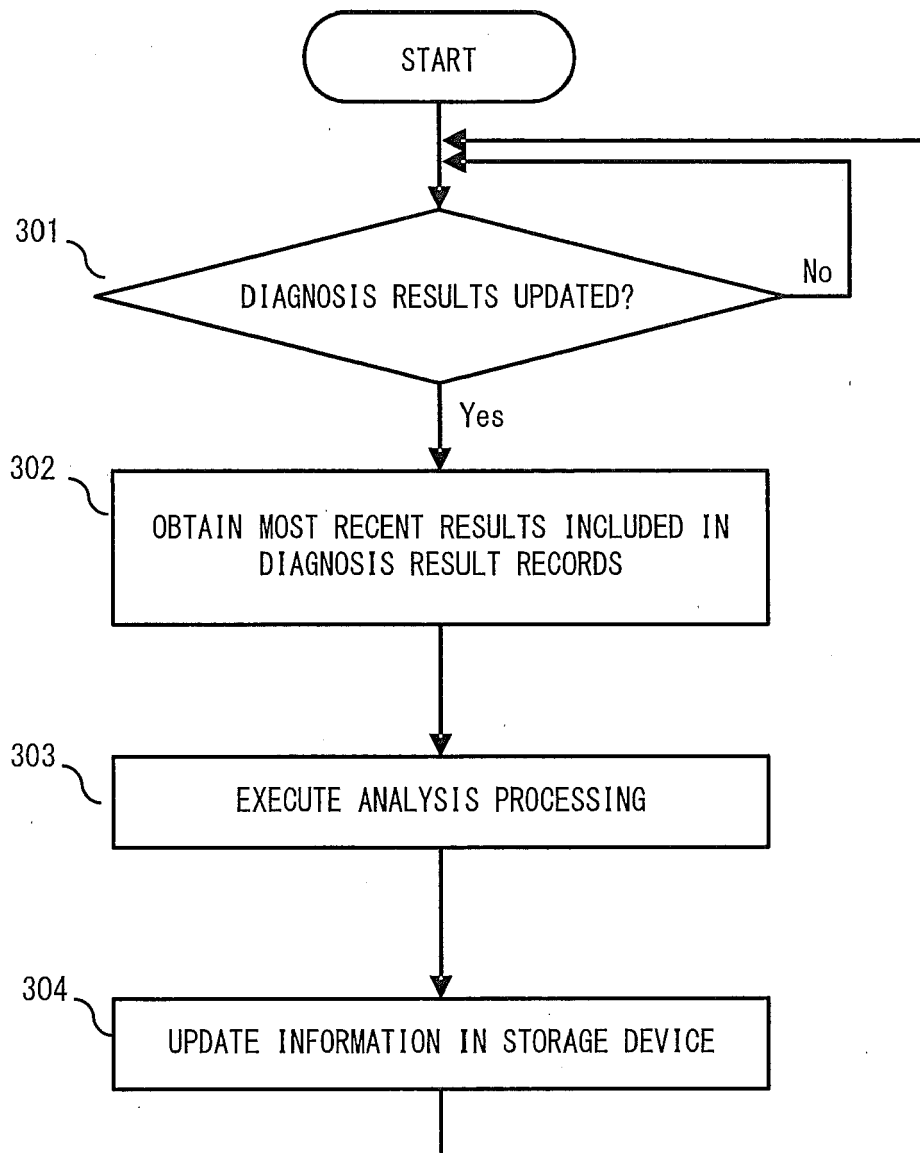 START
301
DIAGNOSIS RESULTS UPDATED?
No
Yes
302
OBTAIN MOST RECENT RESULTS INCLUDED IN
DIAGNOSIS RESULT RECORDS
303
EXECUTE ANALYSIS PROCESSING
304
UPDATE INFORMATION IN STORAGE DEVICE